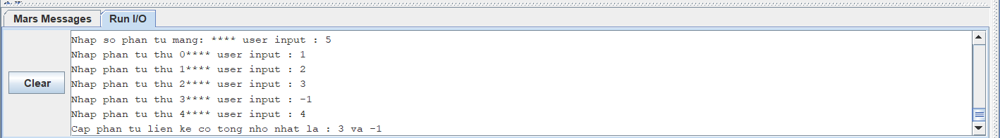 Mars Messages Run I/O
Nhap so phan tu mang: **** user input : 5
Nhap phan tu thu 0**** user input : 1
Nhap phan tu thu 1**** user input : 2
Nhap phan tu thu 2**** user input : 3
Clear
Nhap phan tu thu 3**** user input : -1
Nhap phan tu thu 4**** user input : 4
Cap phan tu lien ke co tong nho nhat la : 3 va -1